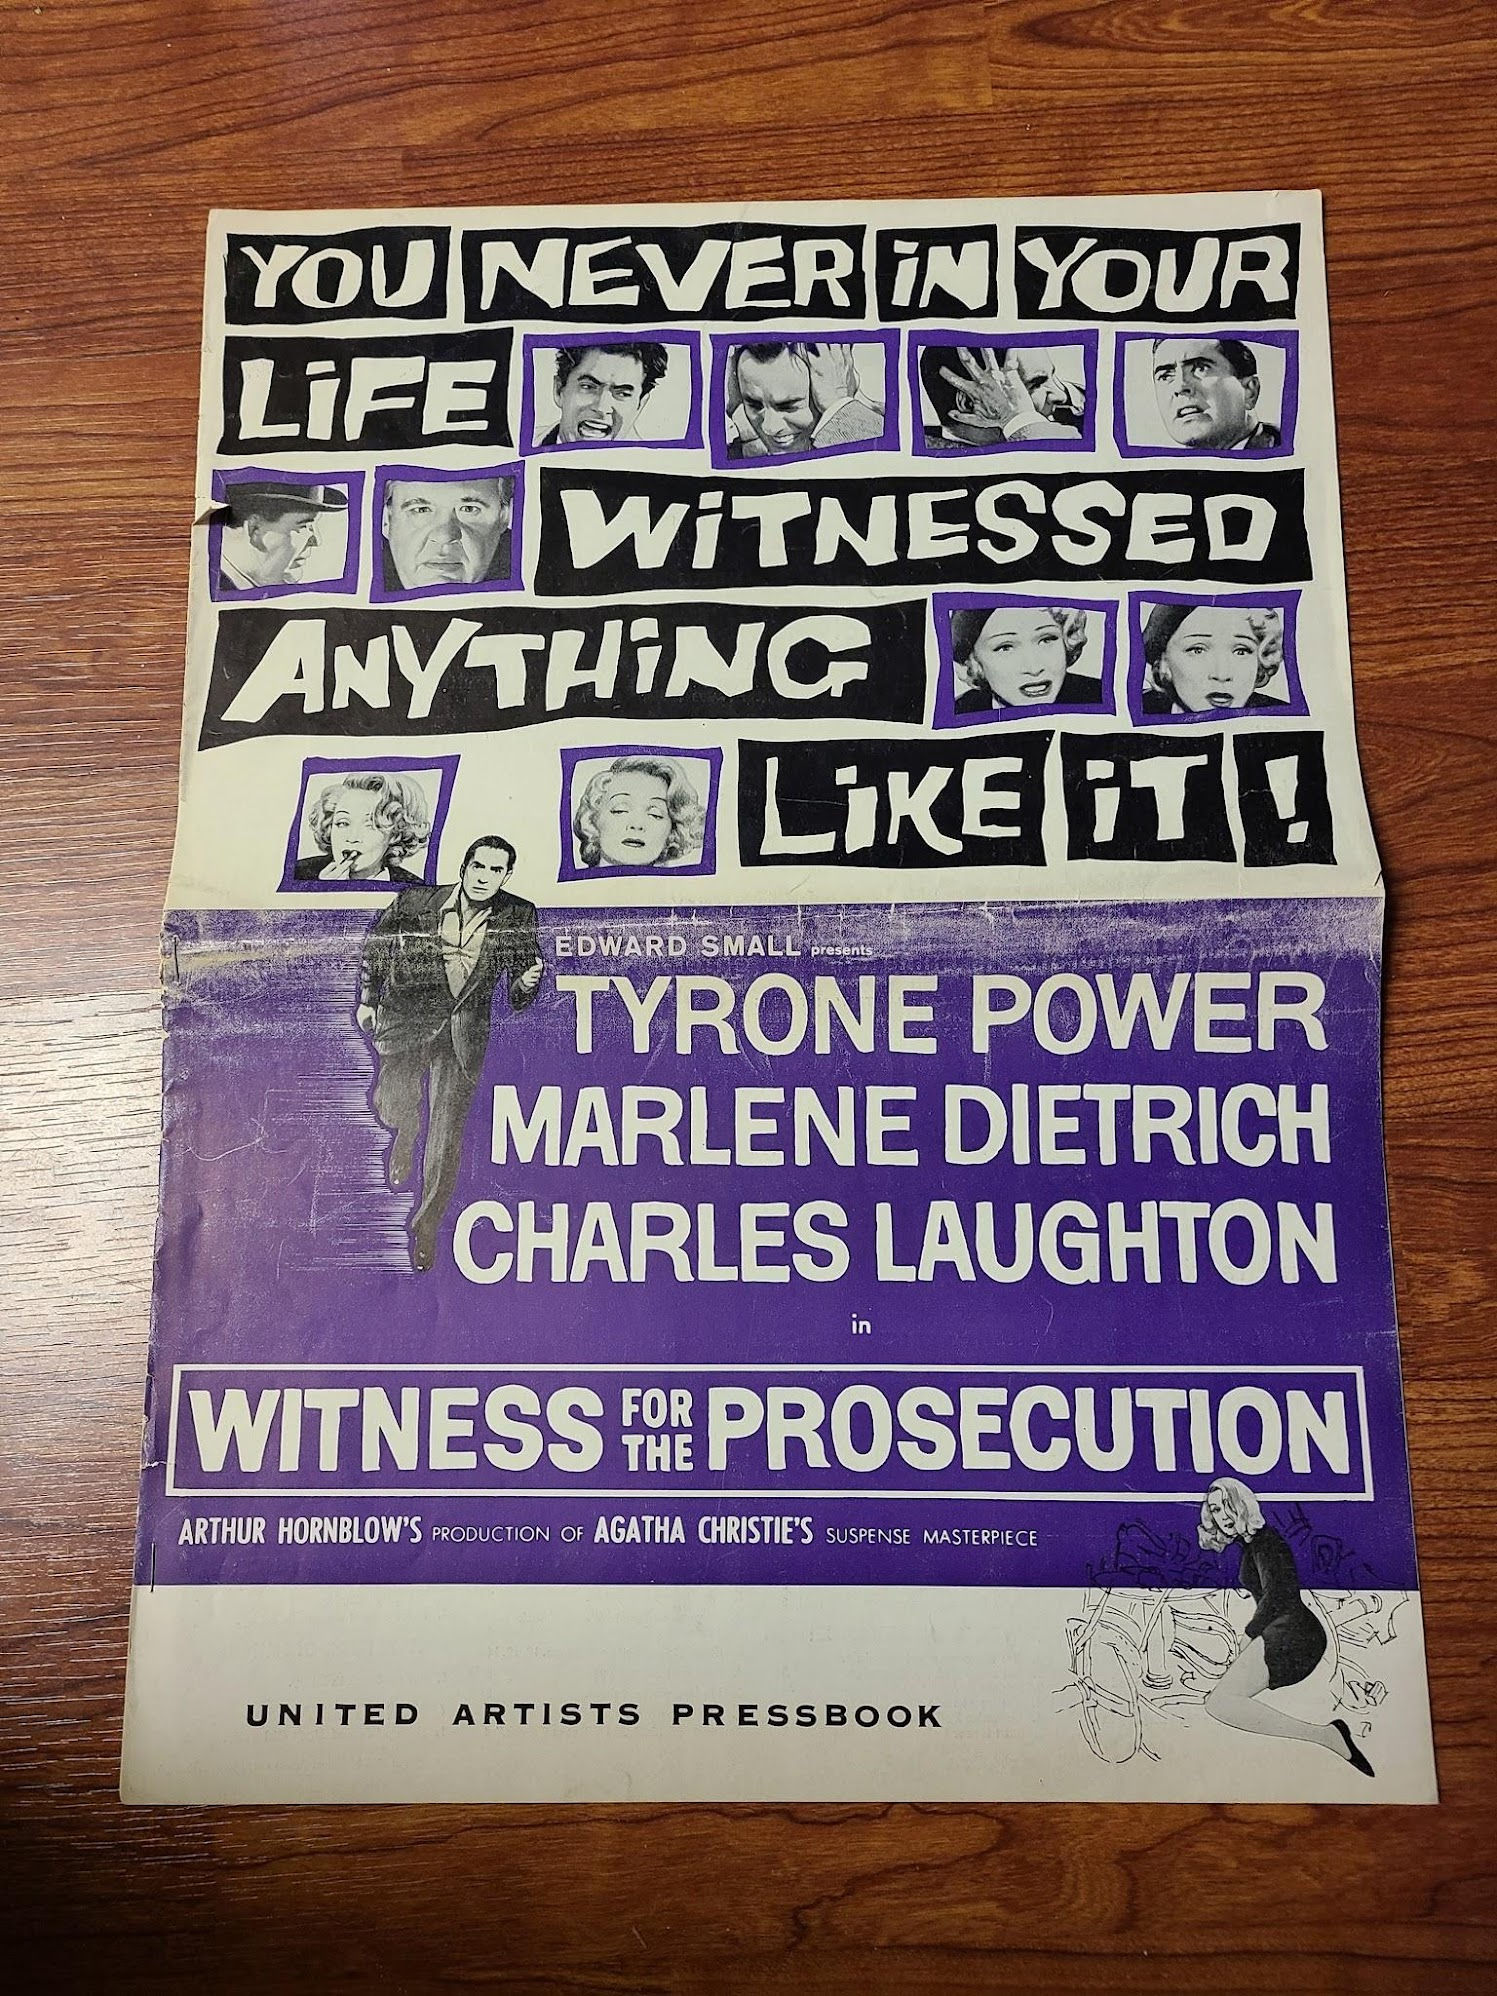 YOU NEVER iN YOUR
LiFE
WiTNESSED
ANYTHiNG
LiKE iT!
EDWARD SMALL presents
TYRONE POWER
MARLENE DIETRICH
CHARLES LAUGHTON
in
WITNESS FOR THE PROSECUTION
ARTHUR HORNBLOW'S PRODUCTION OF AGATHA CHRISTIE'S SUSPENSE MASTERPIECE
UNITED ARTISTS PRESSBOOK